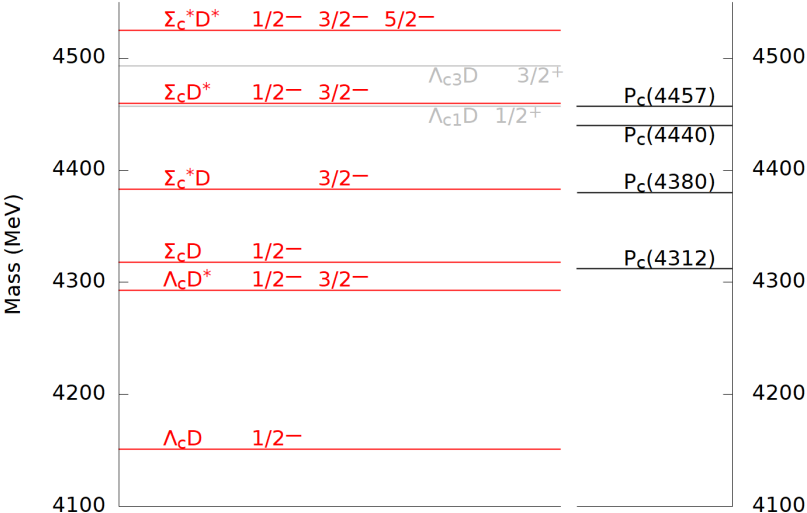 Σc*D* 1/2− 3/2− 5/2−
4500
4500
Λc3D 3/2+
ΣcD* 1/2− 3/2−
Pc(4457)
Λc1D 1/2+
Pc(4440)
4400
4400
Σc*D 3/2−
Pc(4380)
Mass (MeV)
ΣcD 1/2−
Pc(4312)
ΛcD* 1/2− 3/2−
4300
4300
4200
4200
ΛcD 1/2−
4100
4100